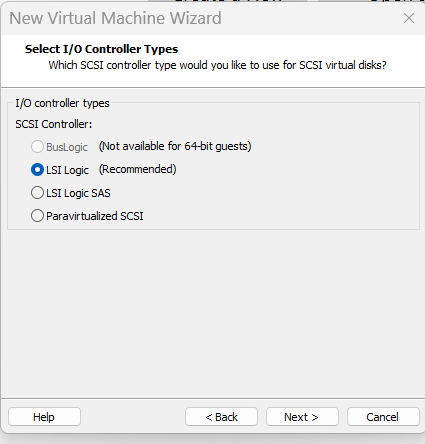 New Virtual Machine Wizard
Select I/O Controller Types
Which SCSI controller type would you like to use for SCSI virtual disks?
I/O controller types
SCSI Controller:
BusLogic (Not available for 64-bit guests)
LSI Logic (Recommended)
LSI Logic SAS
Paravirtualized SCSI
Help < Back Next > Cancel